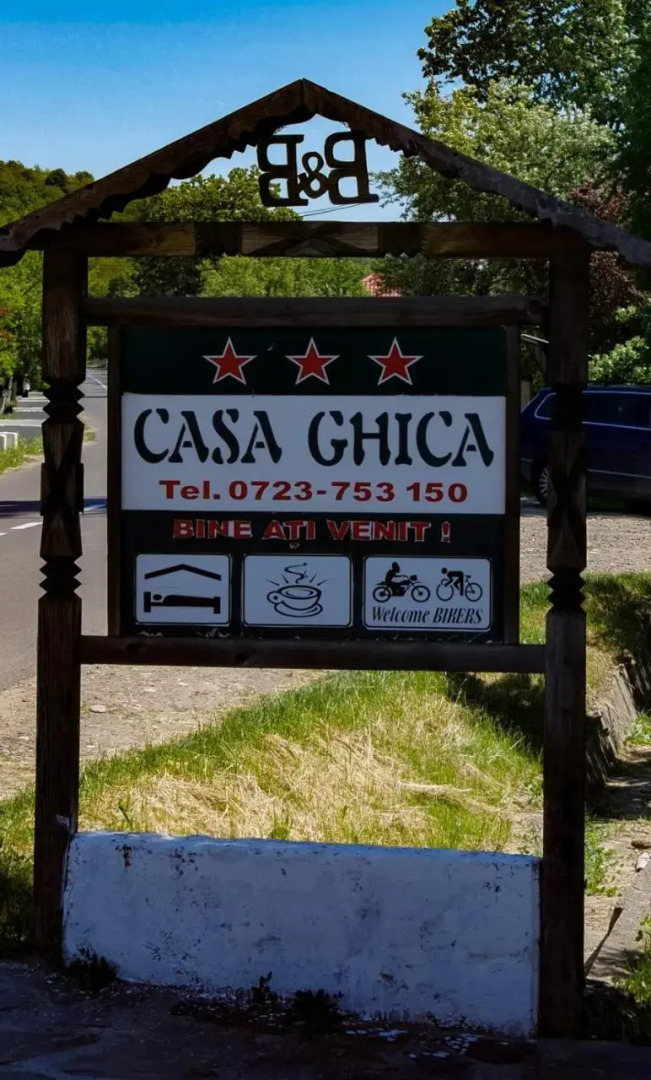 B&B
CASA GHICA
Tel. 0723-753 150
BINE ATI VENIT !
Welcome BIKERS